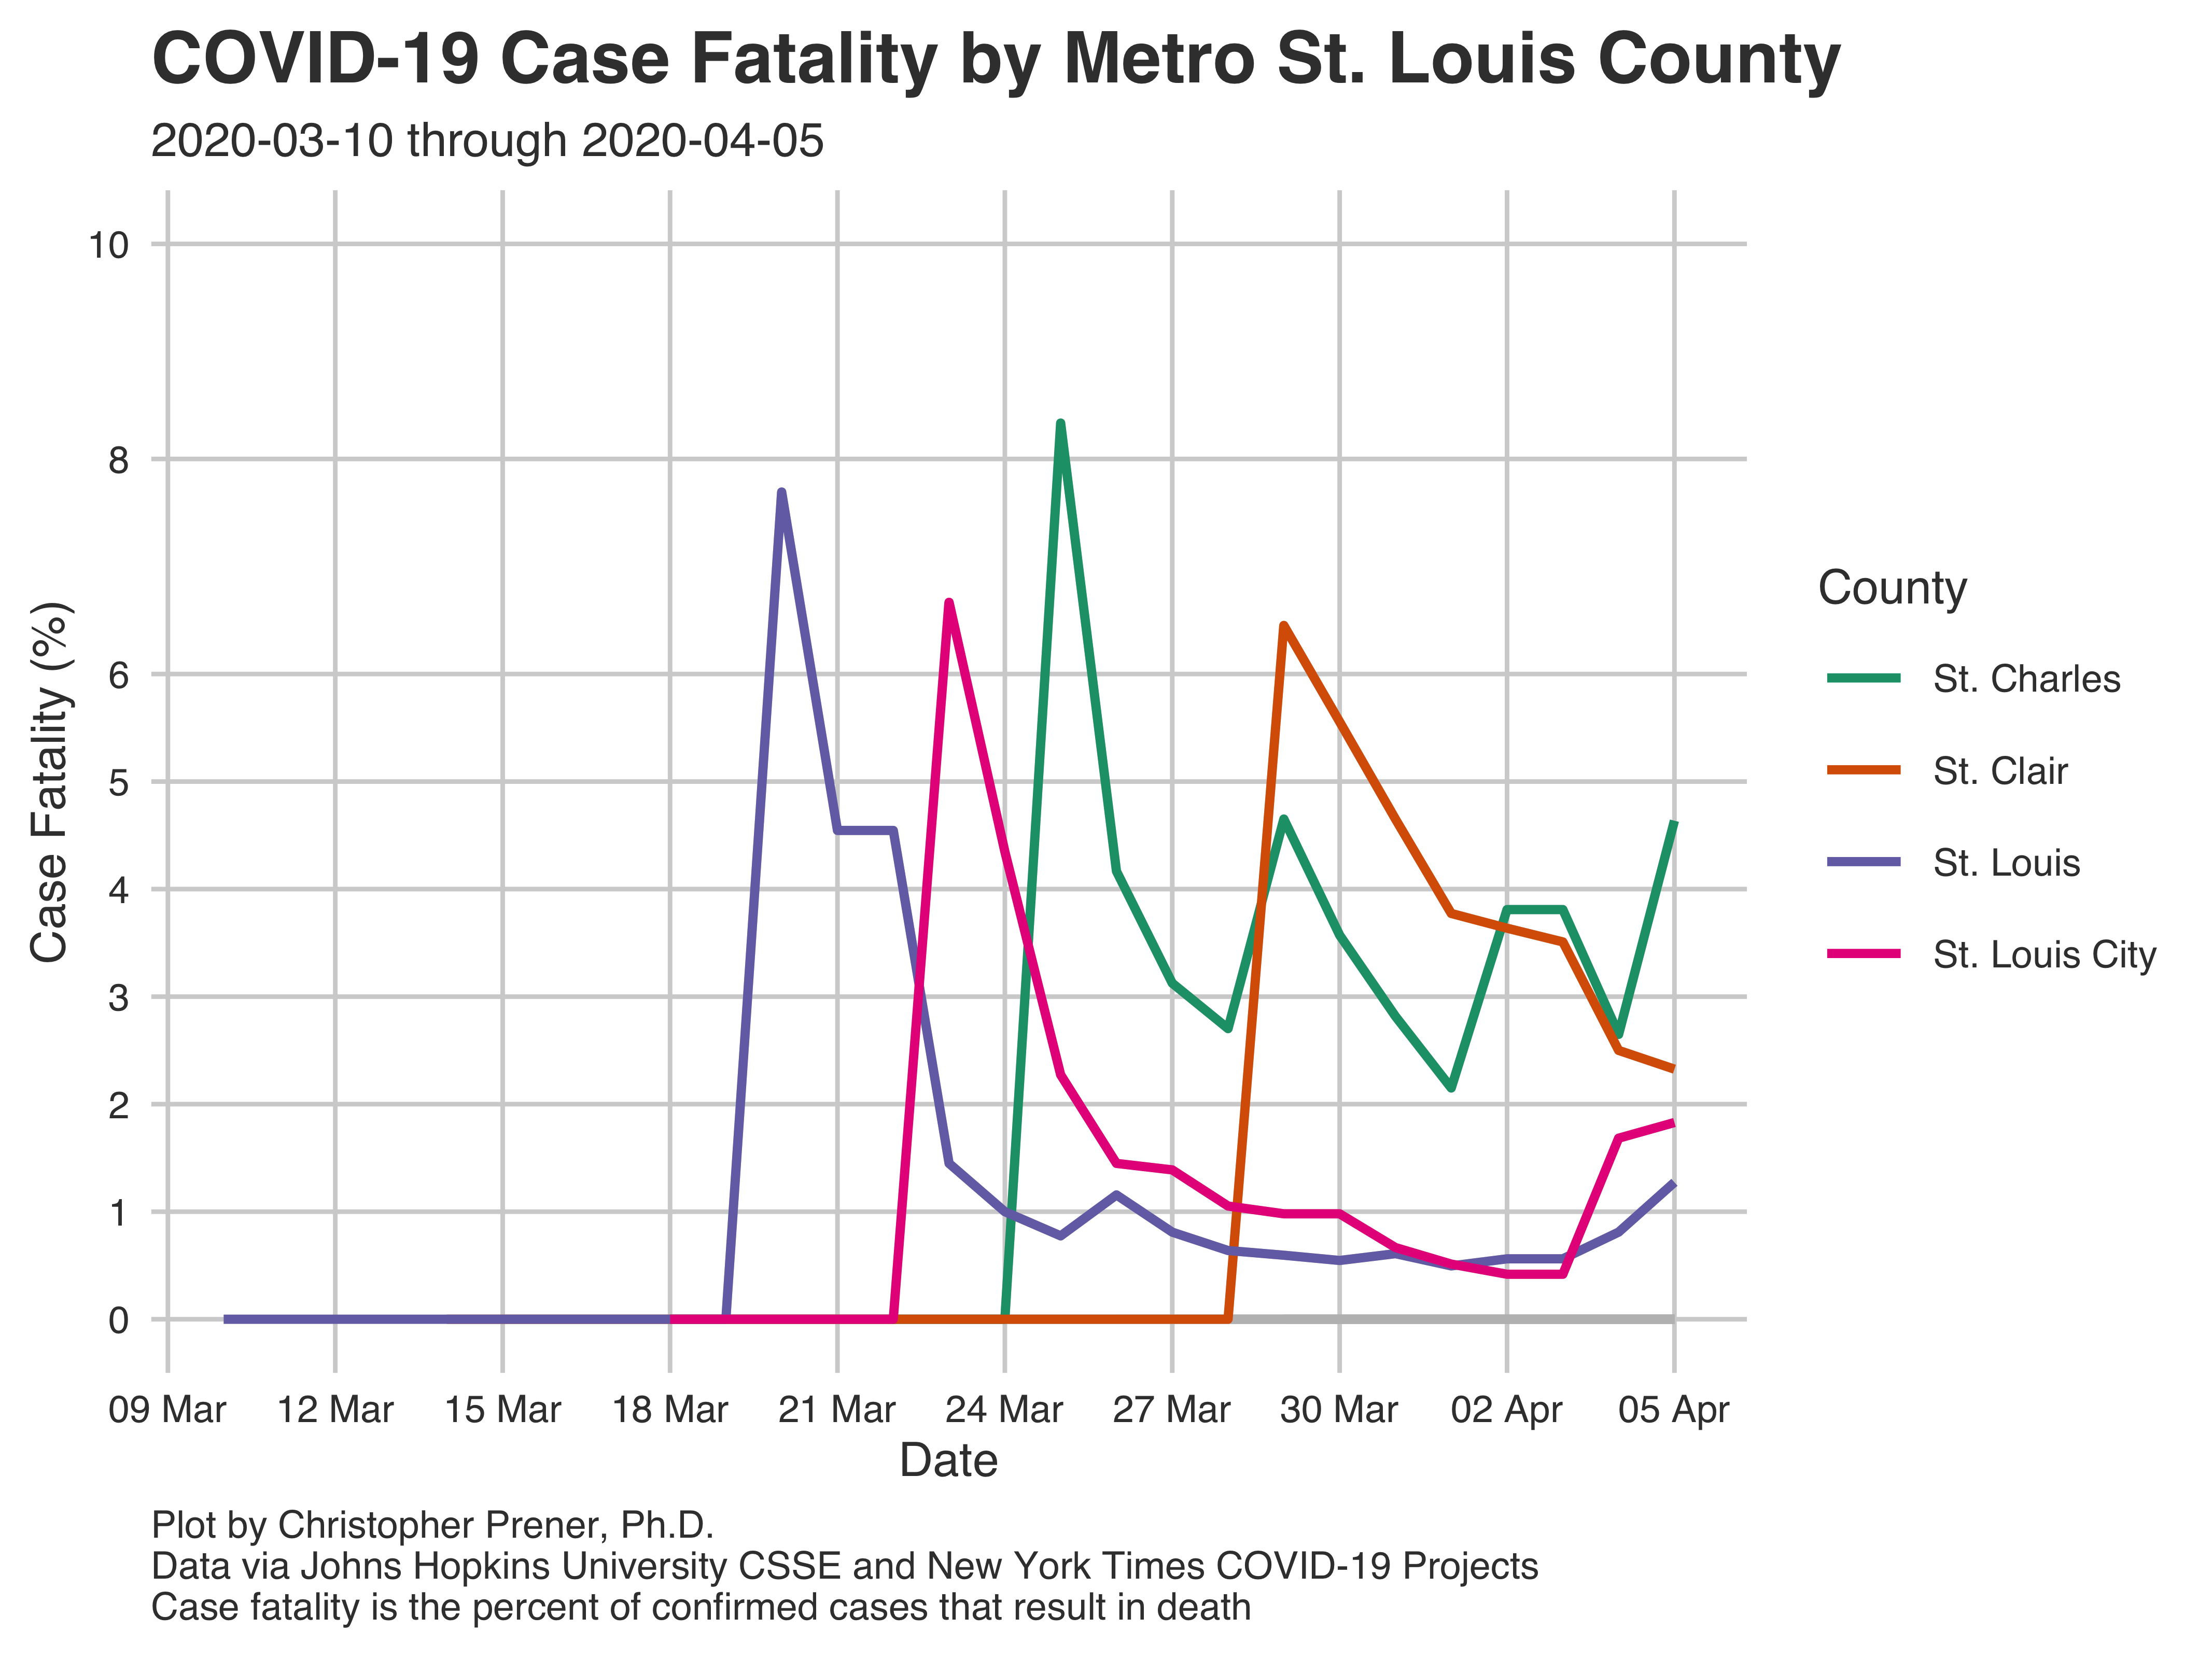 COVID-19 Case Fatality by Metro St. Louis County
2020-03-10 through 2020-04-05
Case Fatality (%)
10
8
6
5
4
3
2
1
0
09 Mar
12 Mar
15 Mar
18 Mar
21 Mar
24 Mar
27 Mar
30 Mar
02 Apr
05 Apr
Date
County
St. Charles
St. Clair
St. Louis
St. Louis City
Plot by Christopher Prener, Ph.D.
Data via Johns Hopkins University CSSE and New York Times COVID-19 Projects
Case fatality is the percent of confirmed cases that result in death